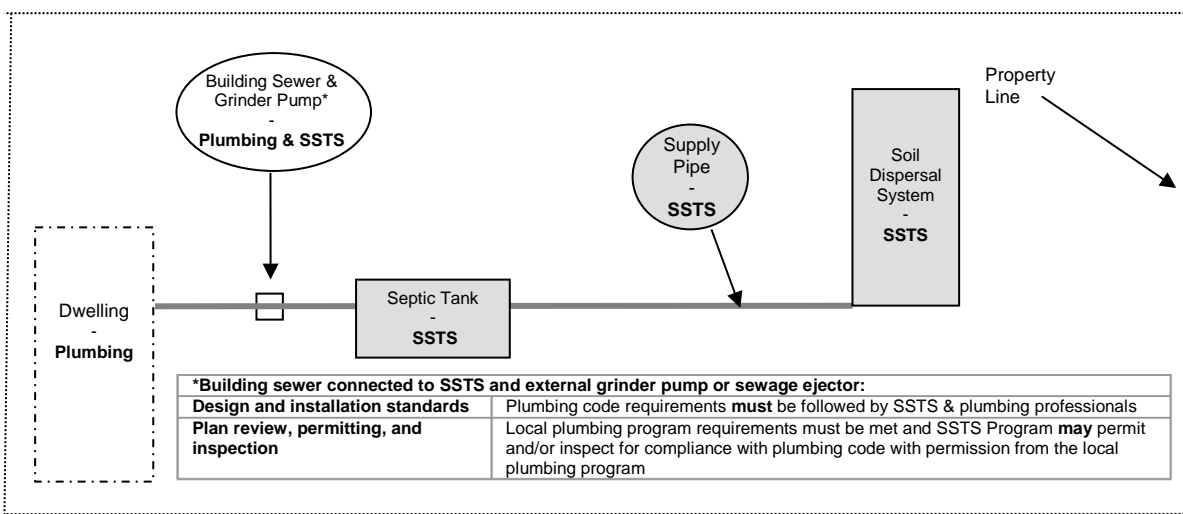 Building Sewer &
Grinder Pump*
-
Plumbing & SSTS
Property
Line
Supply
Pipe
-
SSTS
Soil
Dispersal
System
-
SSTS
Dwelling
-
Plumbing
Septic Tank
-
SSTS
*Building sewer connected to SSTS and external grinder pump or sewage ejector:
Design and installation standards Plumbing code requirements must be followed by SSTS & plumbing professionals
Plan review, permitting, and Local plumbing program requirements must be met and SSTS Program may permit
inspection and/or inspect for compliance with plumbing code with permission from the local
plumbing program